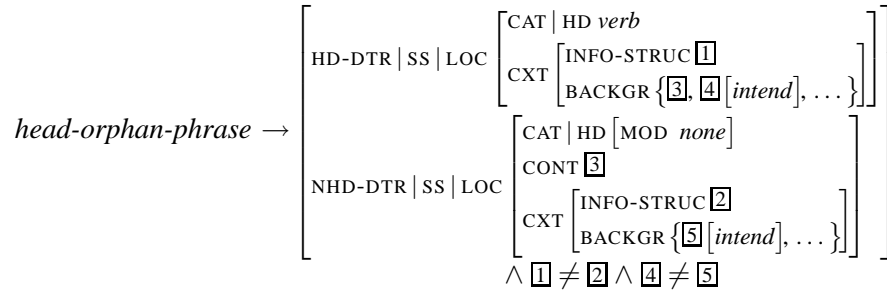 CAT | HD verb
HD-DTR | SS | LOC
CXT
INFO-STRUC 1
BACKGR { 3, 4 [intend], ... }
head-orphan-phrase →
CAT | HD [MOD none]
CONT 3
NHD-DTR | SS | LOC
CXT
INFO-STRUC 2
BACKGR { 5 [intend], ... }
∧ 1 ≠ 2 ∧ 4 ≠ 5